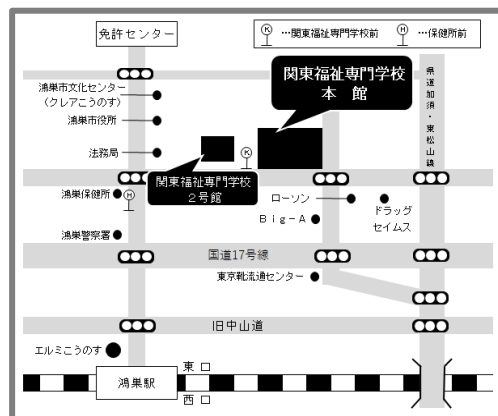 免許センター
K …関東福祉専門学校前
H …保健所前
県道加須・東松山線
関東福祉専門学校
本 館
鴻巣市文化センター
(クレアこうのす)
鴻巣市役所
法務局
K
関東福祉専門学校
2号館
鴻巣保健所
H
ローソン
ドラッグ
セイムス
Big-A
鴻巣警察署
国道17号線
東京靴流通センター
旧中山道
エルミこうのす
東 口
鴻巣駅
西 口